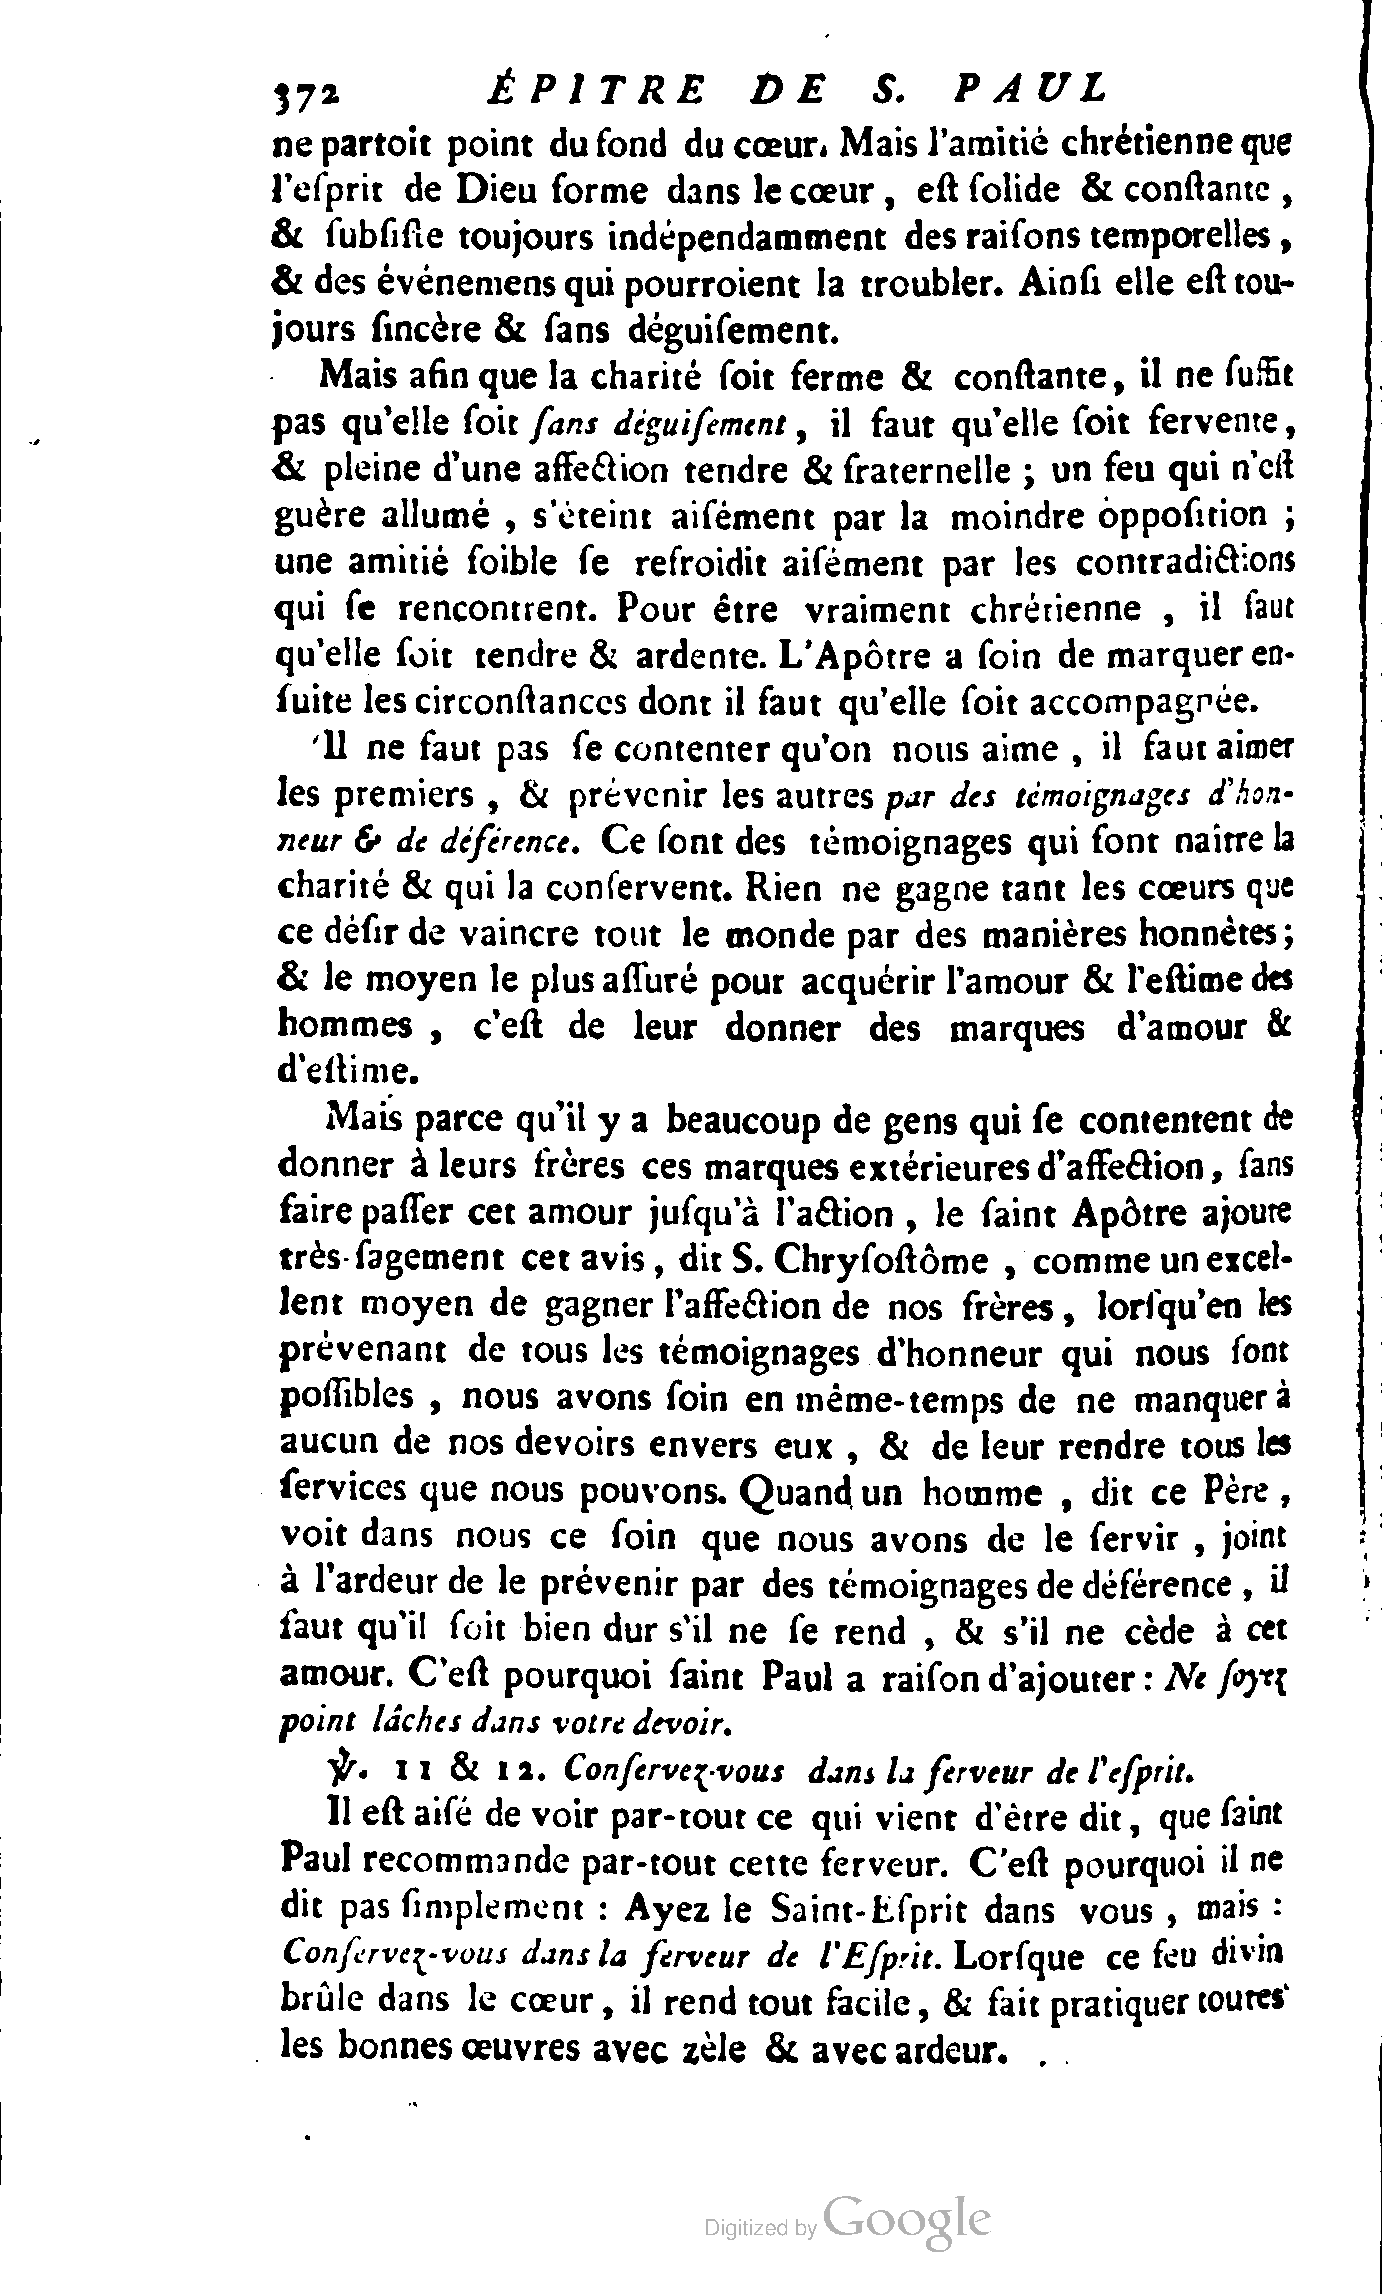 372 ÉPITRE DE S. PAUL
ne partoit point du fond du cœur. Mais l'amitié chrétienne que
l'eſprit de Dieu forme dans le cœur, eſt ſolide & conſtante,
& ſubſiſte toujours indépendamment des raiſons temporelles,
& des événemens qui pourroient la troubler. Ainſi elle eſt tou-
jours ſincère & ſans déguiſement.
Mais afin que la charité ſoit ferme & conſtante, il ne ſuffit
pas qu'elle ſoit ſans déguiſement, il faut qu'elle ſoit fervente,
& pleine d'une affection tendre & fraternelle ; un feu qui n'eſt
guère allumé, s'éteint aiſément par la moindre oppoſition ;
une amitié foible ſe refroidit aiſément par les contradictions
qui ſe rencontrent. Pour être vraiment chrétienne, il faut
qu'elle ſoit tendre & ardente. L'Apôtre a ſoin de marquer en-
ſuite les circonſtances dont il faut qu'elle ſoit accompagnée.
Il ne faut pas ſe contenter qu'on nous aime, il faut aimer
les premiers, & prévenir les autres par des témoignages d'hon-
neur & de déférence. Ce ſont des témoignages qui font naitre la
charité & qui la conſervent. Rien ne gagne tant les cœurs que
ce déſir de vaincre tout le monde par des manières honnêtes ;
& le moyen le plus aſſuré pour acquérir l'amour & l'eſtime des
hommes, c'eſt de leur donner des marques d'amour &
d'eſtime.
Mais parce qu'il y a beaucoup de gens qui ſe contentent de
donner à leurs frères ces marques extérieures d'affection, ſans
faire paſſer cet amour juſqu'à l'action, le ſaint Apôtre ajoute
très-ſagement cet avis, dit S. Chryſoſtôme, comme un excel-
lent moyen de gagner l'affection de nos frères, lorſqu'en les
prévenant de tous les témoignages d'honneur qui nous ſont
poſſibles, nous avons ſoin en même-temps de ne manquer à
aucun de nos devoirs envers eux, & de leur rendre tous les
ſervices que nous pouvons. Quand un homme, dit ce Père,
voit dans nous ce ſoin que nous avons de le ſervir, joint
à l'ardeur de le prévenir par des témoignages de déférence, il
faut qu'il ſoit bien dur s'il ne ſe rend, & s'il ne cède à cet
amour. C'eſt pourquoi ſaint Paul a raiſon d'ajouter : Ne ſoyez
point lâches dans votre devoir.
℣. 11 & 12. Conſervez-vous dans la ferveur de l'eſprit.
Il eſt aiſé de voir par-tout ce qui vient d'être dit, que ſaint
Paul recommande par-tout cette ferveur. C'eſt pourquoi il ne
dit pas ſimplement : Ayez le Saint-Eſprit dans vous, mais :
Conſervez-vous dans la ferveur de l'Eſprit. Lorſque ce feu divin
brûle dans le cœur, il rend tout facile, & fait pratiquer toutes
les bonnes œuvres avec zèle & avec ardeur.
Digitized by Google